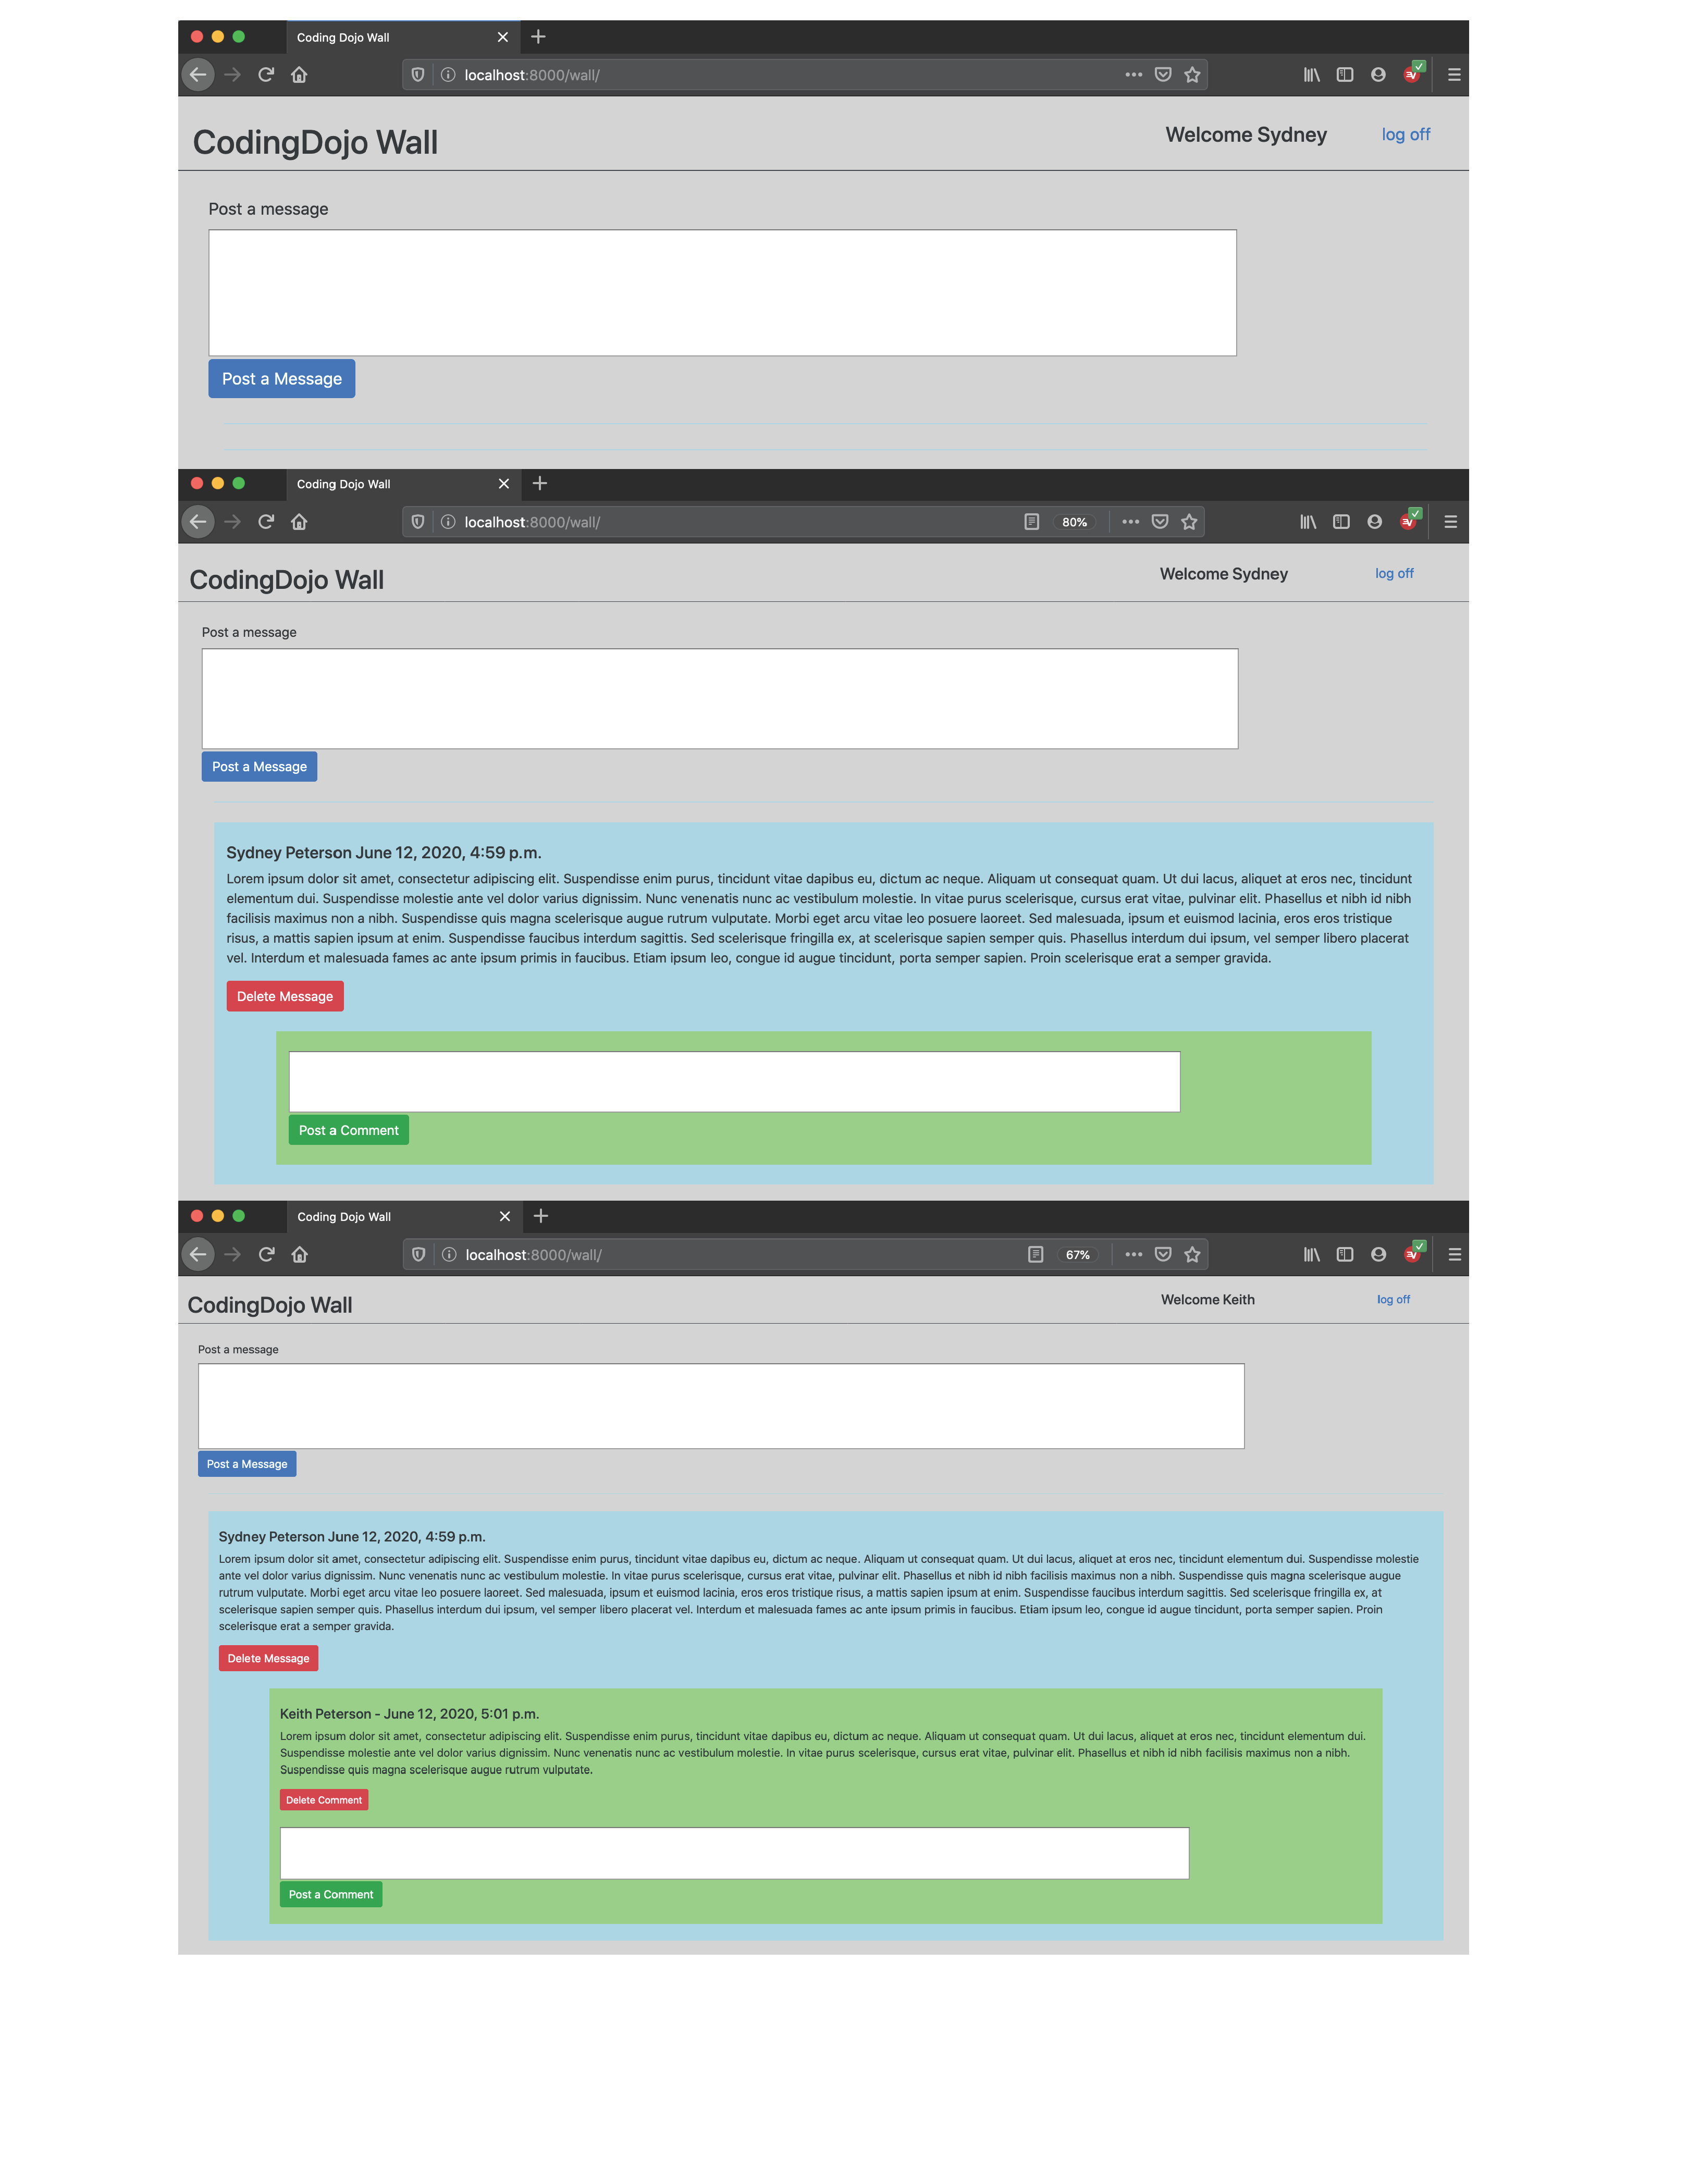 Coding Dojo Wall
localhost:8000/wall/
CodingDojo Wall
Welcome Sydney
log off
Post a message
Post a Message
Coding Dojo Wall
localhost:8000/wall/
80%
CodingDojo Wall
Welcome Sydney
log off
Post a message
Post a Message
Sydney Peterson June 12, 2020, 4:59 p.m.
Lorem ipsum dolor sit amet, consectetur adipiscing elit. Suspendisse enim purus, tincidunt vitae dapibus eu, dictum ac neque. Aliquam ut consequat quam. Ut dui lacus, aliquet at eros nec, tincidunt
elementum dui. Suspendisse molestie ante vel dolor varius dignissim. Nunc venenatis nunc ac vestibulum molestie. In vitae purus scelerisque, cursus erat vitae, pulvinar elit. Phasellus et nibh id nibh
facilisis maximus non a nibh. Suspendisse quis magna scelerisque augue rutrum vulputate. Morbi eget arcu vitae leo posuere laoreet. Sed malesuada, ipsum et euismod lacinia, eros eros tristique
risus, a mattis sapien ipsum at enim. Suspendisse faucibus interdum sagittis. Sed scelerisque fringilla ex, at scelerisque sapien semper quis. Phasellus interdum dui ipsum, vel semper libero placerat
vel. Interdum et malesuada fames ac ante ipsum primis in faucibus. Etiam ipsum leo, congue id augue tincidunt, porta semper sapien. Proin scelerisque erat a semper gravida.
Delete Message
Post a Comment
Coding Dojo Wall
localhost:8000/wall/
67%
CodingDojo Wall
Welcome Keith
log off
Post a message
Post a Message
Sydney Peterson June 12, 2020, 4:59 p.m.
Lorem ipsum dolor sit amet, consectetur adipiscing elit. Suspendisse enim purus, tincidunt vitae dapibus eu, dictum ac neque. Aliquam ut consequat quam. Ut dui lacus, aliquet at eros nec, tincidunt elementum dui. Suspendisse molestie
ante vel dolor varius dignissim. Nunc venenatis nunc ac vestibulum molestie. In vitae purus scelerisque, cursus erat vitae, pulvinar elit. Phasellus et nibh id nibh facilisis maximus non a nibh. Suspendisse quis magna scelerisque augue
rutrum vulputate. Morbi eget arcu vitae leo posuere laoreet. Sed malesuada, ipsum et euismod lacinia, eros eros tristique risus, a mattis sapien ipsum at enim. Suspendisse faucibus interdum sagittis. Sed scelerisque fringilla ex, at
scelerisque sapien semper quis. Phasellus interdum dui ipsum, vel semper libero placerat vel. Interdum et malesuada fames ac ante ipsum primis in faucibus. Etiam ipsum leo, congue id augue tincidunt, porta semper sapien. Proin
scelerisque erat a semper gravida.
Delete Message
Keith Peterson - June 12, 2020, 5:01 p.m.
Lorem ipsum dolor sit amet, consectetur adipiscing elit. Suspendisse enim purus, tincidunt vitae dapibus eu, dictum ac neque. Aliquam ut consequat quam. Ut dui lacus, aliquet at eros nec, tincidunt elementum dui.
Suspendisse molestie ante vel dolor varius dignissim. Nunc venenatis nunc ac vestibulum molestie. In vitae purus scelerisque, cursus erat vitae, pulvinar elit. Phasellus et nibh id nibh facilisis maximus non a nibh.
Suspendisse quis magna scelerisque augue rutrum vulputate.
Delete Comment
Post a Comment